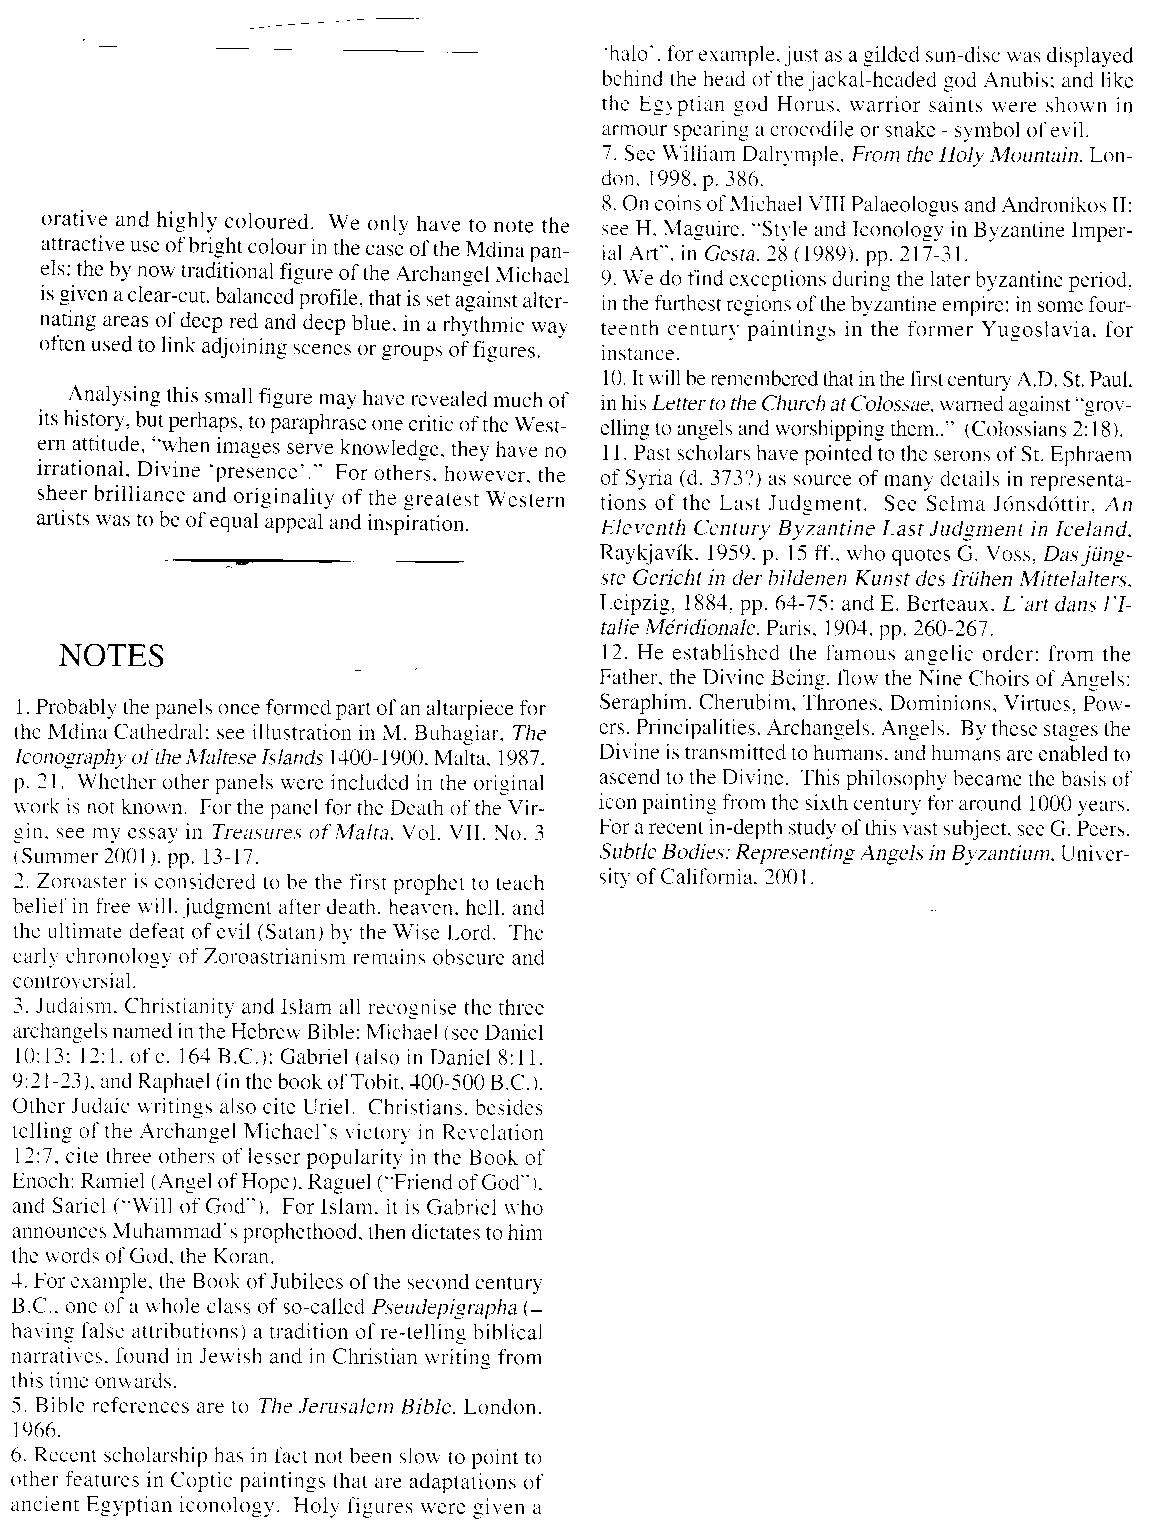 orative and highly coloured. We only have to note the
attractive use of bright colour in the case of the Mdina pan-
els: the by now traditional figure of the Archangel Michael
is given a clear-cut, balanced profile, that is set against alter-
nating areas of deep red and deep blue, in a rhythmic way
often used to link adjoining scenes or groups of figures.
Analysing this small figure may have revealed much of
its history, but perhaps, to paraphrase one critic of the West-
ern attitude, “when images serve knowledge, they have no
irrational, Divine ‘presence’.” For others, however, the
sheer brilliance and originality of the greatest Western
artists was to be of equal appeal and inspiration.
NOTES
1. Probably the panels once formed part of an altarpiece for
the Mdina Cathedral: see illustration in M. Buhagiar, The
Iconography of the Maltese Islands 1400-1900, Malta, 1987,
p. 21. Whether other panels were included in the original
work is not known. For the panel for the Death of the Vir-
gin, see my essay in Treasures of Malta, Vol. VII, No. 3
(Summer 2001), pp. 13-17.
2. Zoroaster is considered to be the first prophet to teach
belief in free will, judgment after death, heaven, hell, and
the ultimate defeat of evil (Satan) by the Wise Lord. The
early chronology of Zoroastrianism remains obscure and
controversial.
3. Judaism, Christianity and Islam all recognise the three
archangels named in the Hebrew Bible: Michael (see Daniel
10:13; 12:1, of c. 164 B.C.); Gabriel (also in Daniel 8:11,
9:21-23), and Raphael (in the book of Tobit, 400-500 B.C.).
Other Judaic writings also cite Uriel. Christians, besides
telling of the Archangel Michael's victory in Revelation
12:7, cite three others of lesser popularity in the Book of
Enoch: Ramiel (Angel of Hope), Raguel (“Friend of God”),
and Sariel (“Will of God”). For Islam, it is Gabriel who
announces Muhammad's prophethood, then dictates to him
the words of God, the Koran.
4. For example, the Book of Jubilees of the second century
B.C., one of a whole class of so-called Pseudepigrapha (–
having false attributions) a tradition of re-telling biblical
narratives, found in Jewish and in Christian writing from
this time onwards.
5. Bible references are to The Jerusalem Bible, London,
1966.
6. Recent scholarship has in fact not been slow to point to
other features in Coptic paintings that are adaptations of
ancient Egyptian iconology. Holy figures were given a
‘halo’, for example, just as a gilded sun-disc was displayed
behind the head of the jackal-headed god Anubis; and like
the Egyptian god Horus, warrior saints were shown in
armour spearing a crocodile or snake - symbol of evil.
7. See William Dalrymple, From the Holy Mountain, Lon-
don, 1998, p. 386.
8. On coins of Michael VIII Palaeologus and Andronikos II:
see H. Maguire, “Style and Iconology in Byzantine Imper-
ial Art”, in Gesta, 28 (1989), pp. 217-31.
9. We do find exceptions during the later byzantine period,
in the furthest regions of the byzantine empire: in some four-
teenth century paintings in the former Yugoslavia, for
instance.
10. It will be remembered that in the first century A.D. St. Paul,
in his Letter to the Church at Colossae, warned against “grov-
elling to angels and worshipping them..” (Colossians 2:18).
11. Past scholars have pointed to the serons of St. Ephraem
of Syria (d. 373?) as source of many details in representa-
tions of the Last Judgment. See Selma Jónsdóttir, An
Eleventh Century Byzantine Last Judgment in Iceland,
Raykjavík, 1959, p. 15 ff., who quotes G. Voss, Das jüng-
ste Gericht in der bildenen Kunst des frühen Mittelalters,
Leipzig, 1884, pp. 64-75; and E. Berteaux, L'art dans l'I-
talie Méridionale, Paris, 1904, pp. 260-267.
12. He established the famous angelic order: from the
Father, the Divine Being, flow the Nine Choirs of Angels:
Seraphim, Cherubim, Thrones, Dominions, Virtues, Pow-
ers, Principalities, Archangels, Angels. By these stages the
Divine is transmitted to humans, and humans are enabled to
ascend to the Divine. This philosophy became the basis of
icon painting from the sixth century for around 1000 years.
For a recent in-depth study of this vast subject, see G. Peers,
Subtle Bodies: Representing Angels in Byzantium, Univer-
sity of California, 2001.